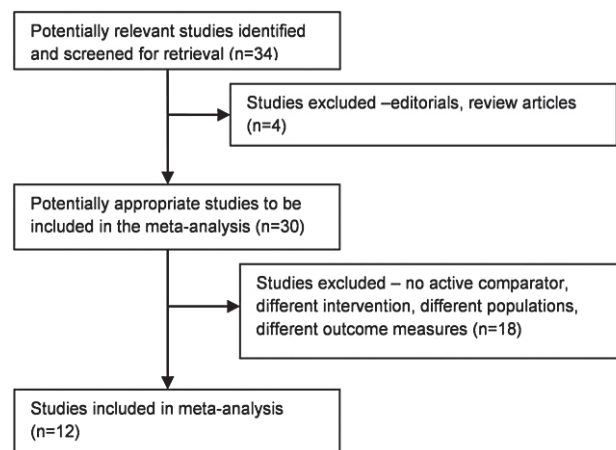 Potentially relevant studies identified
and screened for retrieval (n=34)
Studies excluded –editorials, review articles
(n=4)
Potentially appropriate studies to be
included in the meta-analysis (n=30)
Studies excluded – no active comparator,
different intervention, different populations,
different outcome measures (n=18)
Studies included in meta-analysis
(n=12)